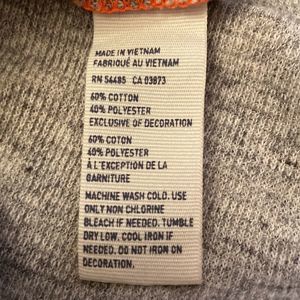 MADE IN VIETNAM
FABRIQUÉ AU VIETNAM
RN 54485 CA 03873
60% COTTON
40% POLYESTER
EXCLUSIVE OF DECORATION
60% COTON
40% POLYESTER
À L'EXCEPTION DE LA
GARNITURE
MACHINE WASH COLD. USE
ONLY NON CHLORINE
BLEACH IF NEEDED. TUMBLE
DRY LOW. COOL IRON IF
NEEDED. DO NOT IRON ON
DECORATION.